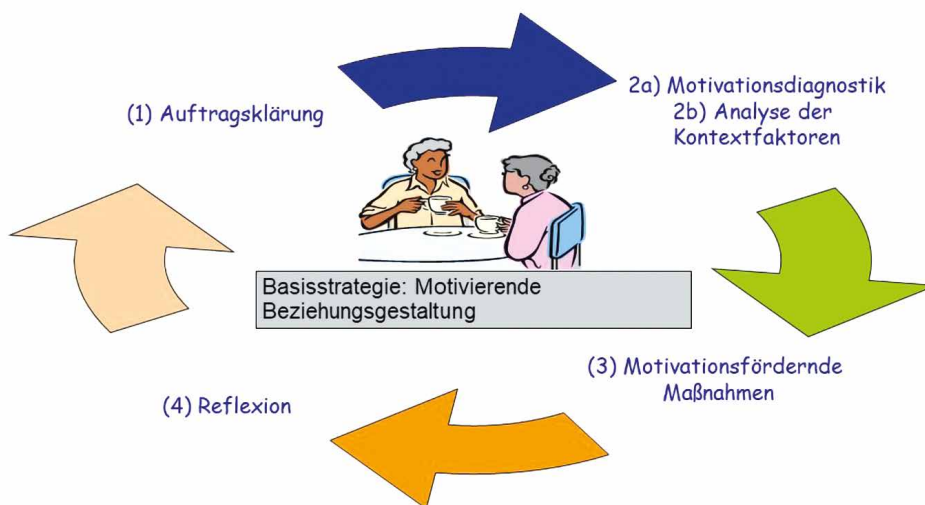 (1) Auftragsklärung
2a) Motivationsdiagnostik
2b) Analyse der
Kontextfaktoren
Basisstrategie: Motivierende
Beziehungsgestaltung
(3) Motivationsfördernde
Maßnahmen
(4) Reflexion